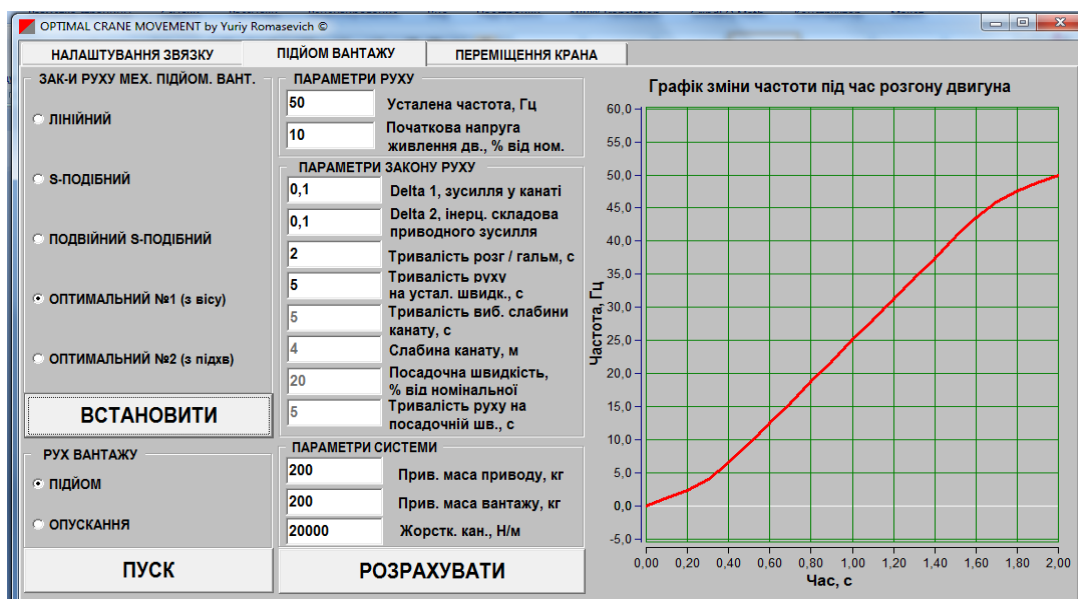 OPTIMAL CRANE MOVEMENT by Yuriy Romasevich ©
НАЛАШТУВАННЯ ЗВЯЗКУ
ПІДЙОМ ВАНТАЖУ
ПЕРЕМІЩЕННЯ КРАНА
ЗАК-И РУХУ МЕХ. ПІДЙОМ. ВАНТ.
ЛІНІЙНИЙ
S-ПОДІБНИЙ
ПОДВІЙНИЙ S-ПОДІБНИЙ
ОПТИМАЛЬНИЙ №1 (з вісу)
ОПТИМАЛЬНИЙ №2 (з підхв)
ВСТАНОВИТИ
РУХ ВАНТАЖУ
ПІДЙОМ
ОПУСКАННЯ
ПУСК
ПАРАМЕТРИ РУХУ
50 Усталена частота, Гц
10 Початкова напруга
живлення дв., % від ном.
ПАРАМЕТРИ ЗАКОНУ РУХУ
0,1 Delta 1, зусилля у канаті
0,1 Delta 2, інерц. складова
приводного зусилля
2 Тривалість розг / гальм, с
5 Тривалість руху
на устал. швидк., с
5 Тривалість виб. слабини
канату, с
4 Слабина канату, м
20 Посадочна швидкість,
% від номінальної
5 Тривалість руху на
посадочній шв., с
ПАРАМЕТРИ СИСТЕМИ
200 Прив. маса приводу, кг
200 Прив. маса вантажу, кг
20000 Жорстк. кан., Н/м
РОЗРАХУВАТИ
Графік зміни частоти під час розгону двигуна
60,0
55,0
50,0
45,0
40,0
35,0
30,0
25,0
20,0
15,0
10,0
5,0
0,0
-5,0
Частота, Гц
0,00 0,20 0,40 0,60 0,80 1,00 1,20 1,40 1,60 1,80 2,00
Час, с